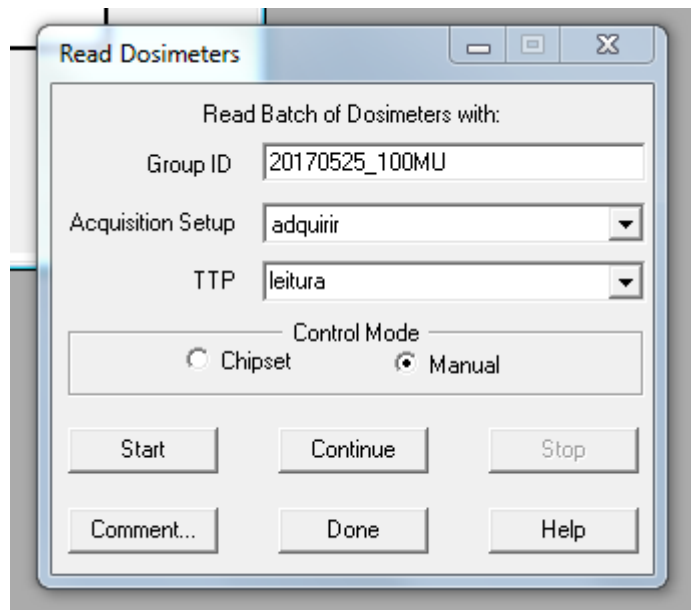 Read Dosimeters
Read Batch of Dosimeters with:
Group ID 20170525_100MU
Acquisition Setup adquirir
TTP leitura
Control Mode
Chipset Manual
Start Continue Stop
Comment... Done Help